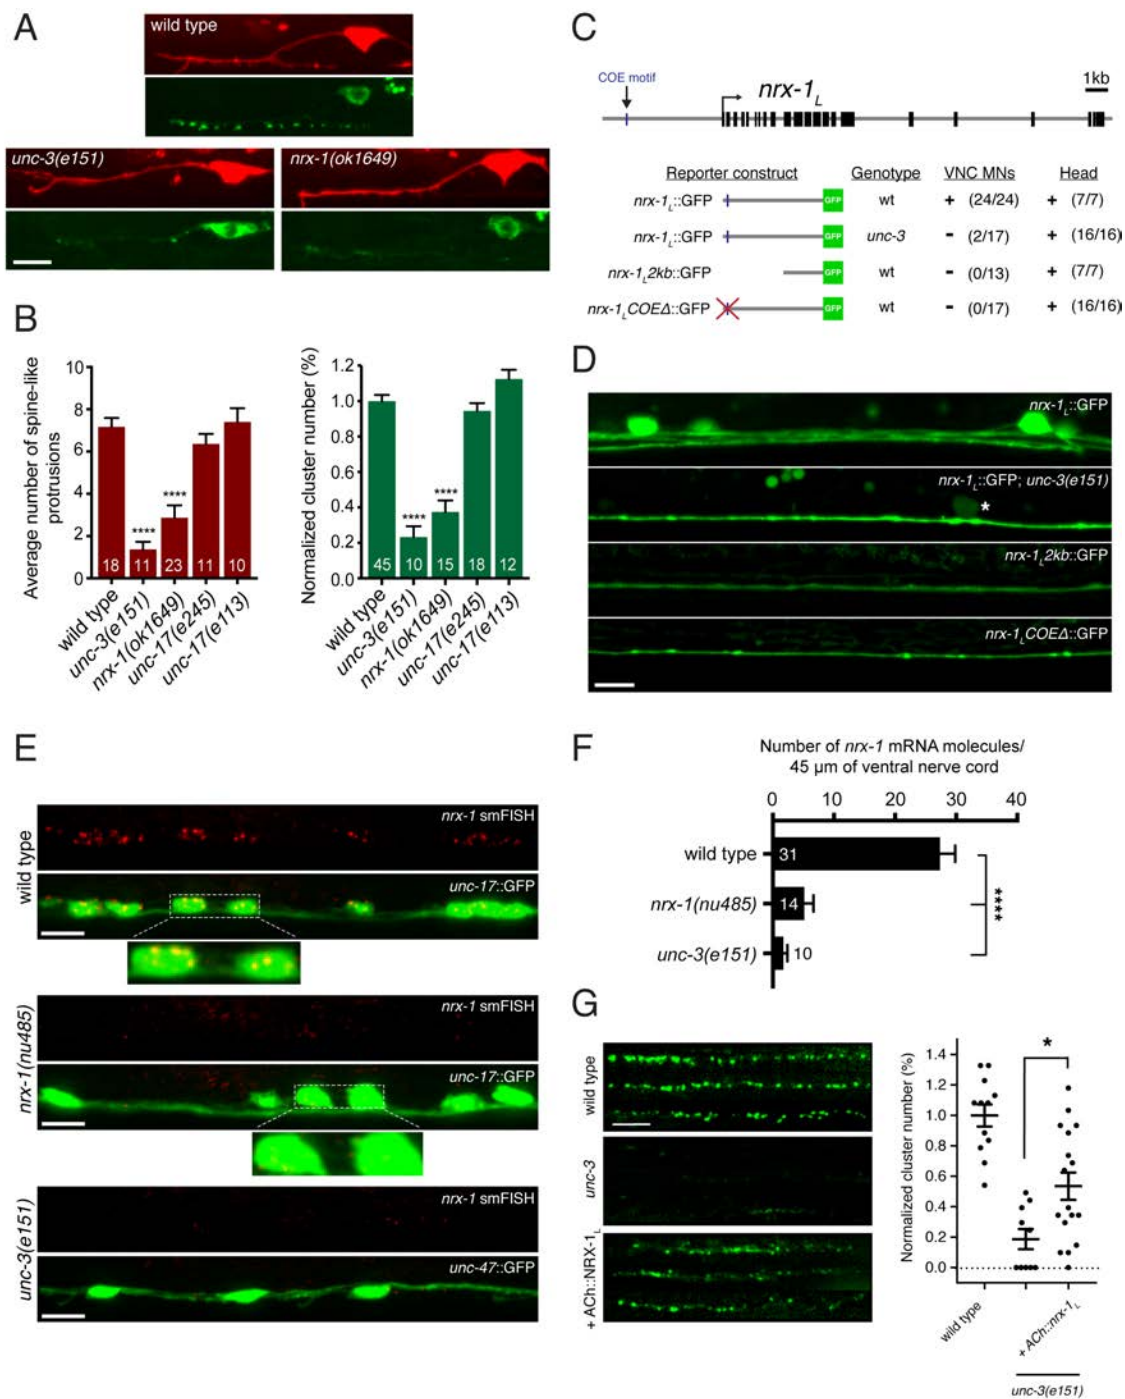 A
wild type
unc-3(e151)
nrx-1(ok1649)
B
Average number of spine-like
protrusions
10
8
6
4
2
0
****
****
18
11
23
11
10
wild type
unc-3(e151)
nrx-1(ok1649)
unc-17(e245)
unc-17(e113)
Normalized cluster number (%)
1.2
1.0
0.8
0.6
0.4
0.2
0.0
****
****
45
10
15
18
12
wild type
unc-3(e151)
nrx-1(ok1649)
unc-17(e245)
unc-17(e113)
C
COE motif
nrx-1L
1kb
Reporter construct Genotype VNC MNs Head
nrx-1L::GFP GFP wt + (24/24) + (7/7)
nrx-1L::GFP GFP unc-3 - (2/17) + (16/16)
nrx-1L2kb::GFP GFP wt - (0/13) + (7/7)
nrx-1LCOEΔ::GFP GFP wt - (0/17) + (16/16)
D
nrx-1L::GFP
nrx-1L::GFP; unc-3(e151)
*
nrx-1L2kb::GFP
nrx-1LCOEΔ::GFP
E
wild type
nrx-1 smFISH
unc-17::GFP
nrx-1(nu485)
nrx-1 smFISH
unc-17::GFP
unc-3(e151)
nrx-1 smFISH
unc-47::GFP
F
Number of nrx-1 mRNA molecules/
45 µm of ventral nerve cord
0 10 20 30 40
wild type 31
nrx-1(nu485) 14
unc-3(e151) 10
****
G
wild type
unc-3
+ ACh::NRX-1L
Normalized cluster number (%)
1.4
1.2
1.0
0.8
0.6
0.4
0.2
0.0
*
wild type
+ ACh::nrx-1L
unc-3(e151)